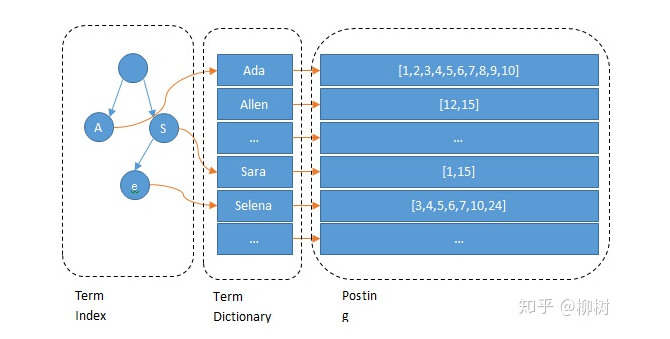 Ada [1,2,3,4,5,6,7,8,9,10]
Allen [12,15]
A S
... ...
Sara [1,15]
e Selena [3,4,5,6,7,10,24]
... ...
Term Term Postin
Index Dictionary g
知乎 @柳树